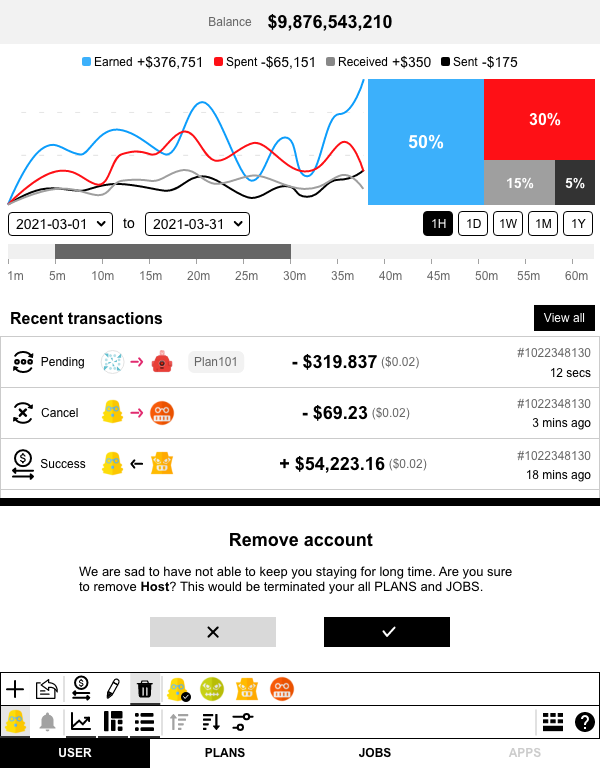 Balance $9,876,543,210
Earned +$376,751 Spent -$65,151 Received +$350 Sent -$175
50%
30%
15%
5%
2021-03-01 to 2021-03-31 1H 1D 1W 1M 1Y
1m 5m 10m 15m 20m 25m 30m 35m 40m 45m 50m 55m 60m
Recent transactions View all
Pending Plan101 - $319.837 ($0.02) #1022348130
12 secs
Cancel - $69.23 ($0.02) #1022348130
3 mins ago
Success + $54,223.16 ($0.02) #1022348130
18 mins ago
Remove account
We are sad to have not able to keep you staying for long time. Are you sure
to remove Host? This would be terminated your all PLANS and JOBS.
USER PLANS JOBS APPS